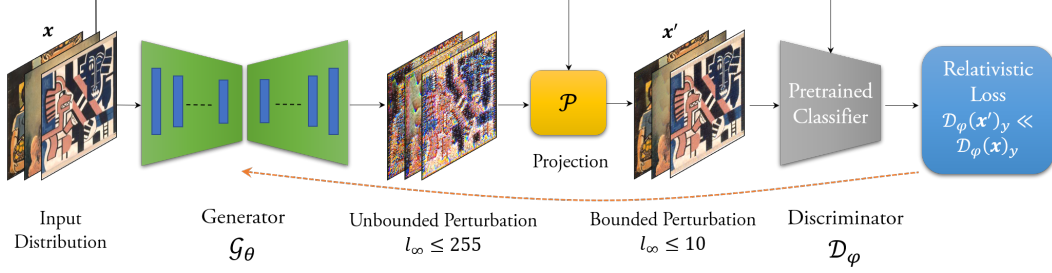 x
x′
𝒫
Pretrained
Classifier
Relativistic
Loss
𝒟φ(x′)y ≪
𝒟φ(x)y
Projection
Input
Distribution
Generator
𝒢θ
Unbounded Perturbation
l∞ ≤ 255
Bounded Perturbation
l∞ ≤ 10
Discriminator
𝒟φ